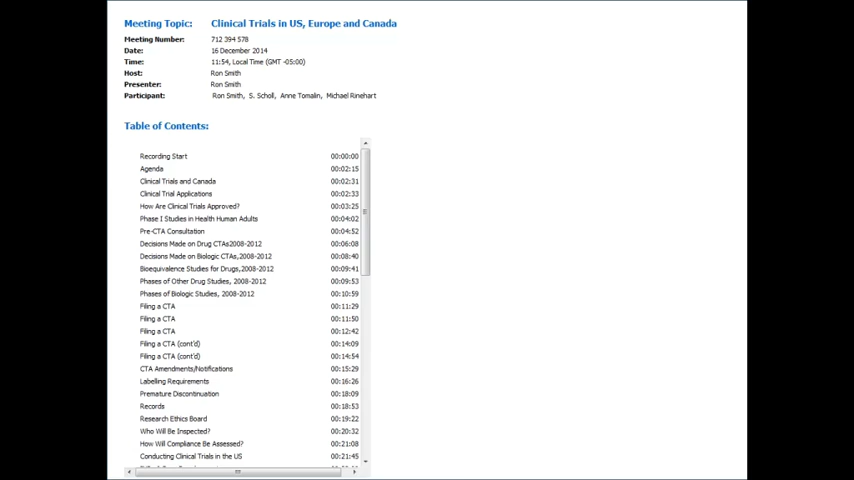 Meeting Topic: Clinical Trials in US, Europe and Canada
Meeting Number: 712 394 578
Date: 16 December 2014
Time: 11:54, Local Time (GMT -05:00)
Host: Ron Smith
Presenter: Ron Smith
Participant: Ron Smith, S. Scholl, Anne Tomalin, Michael Rinehart
Table of Contents:
Recording Start 00:00:00
Agenda 00:02:15
Clinical Trials and Canada 00:02:31
Clinical Trial Applications 00:02:33
How Are Clinical Trials Approved? 00:03:25
Phase I Studies in Health Human Adults 00:04:02
Pre-CTA Consultation 00:04:52
Decisions Made on Drug CTAs2008-2012 00:06:08
Decisions Made on Biologic CTAs,2008-2012 00:08:40
Bioequivalence Studies for Drugs,2008-2012 00:09:41
Phases of Other Drug Studies, 2008-2012 00:09:53
Phases of Biologic Studies, 2008-2012 00:10:59
Filing a CTA 00:11:29
Filing a CTA 00:11:50
Filing a CTA 00:12:42
Filing a CTA (cont'd) 00:14:09
Filing a CTA (cont'd) 00:14:54
CTA Amendments/Notifications 00:15:29
Labelling Requirements 00:16:26
Premature Discontinuation 00:18:09
Records 00:18:53
Research Ethics Board 00:19:22
Who Will Be Inspected? 00:20:32
How Will Compliance Be Assessed? 00:21:08
Conducting Clinical Trials in the US 00:21:45